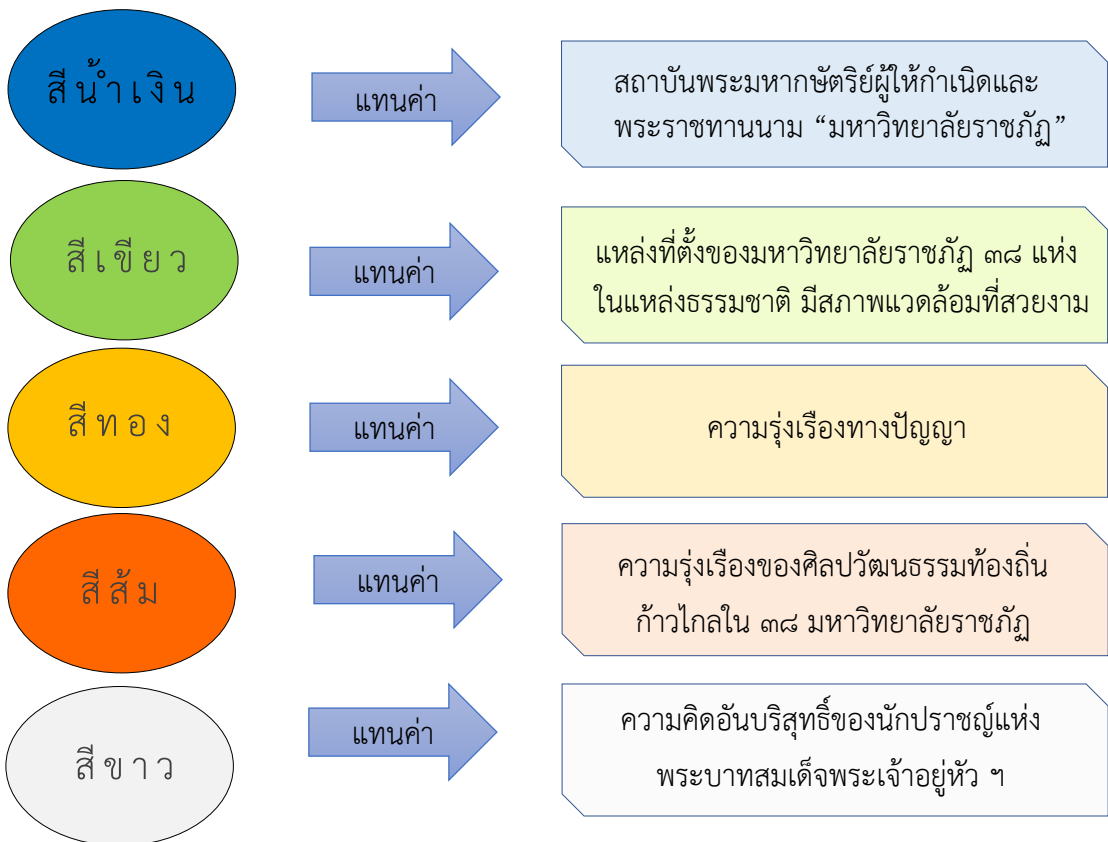 สีน้ำเงิน
แทนค่า
สถาบันพระมหากษัตริย์ผู้ให้กำเนิดและ
พระราชทานนาม “มหาวิทยาลัยราชภัฏ”
สีเขียว
แทนค่า
แหล่งที่ตั้งของมหาวิทยาลัยราชภัฏ ๓๘ แห่ง
ในแหล่งธรรมชาติ มีสภาพแวดล้อมที่สวยงาม
สีทอง
แทนค่า
ความรุ่งเรืองทางปัญญา
สีส้ม
แทนค่า
ความรุ่งเรืองของศิลปวัฒนธรรมท้องถิ่น
ก้าวไกลใน ๓๘ มหาวิทยาลัยราชภัฏ
สีขาว
แทนค่า
ความคิดอันบริสุทธิ์ของนักปราชญ์แห่ง
พระบาทสมเด็จพระเจ้าอยู่หัว ฯ